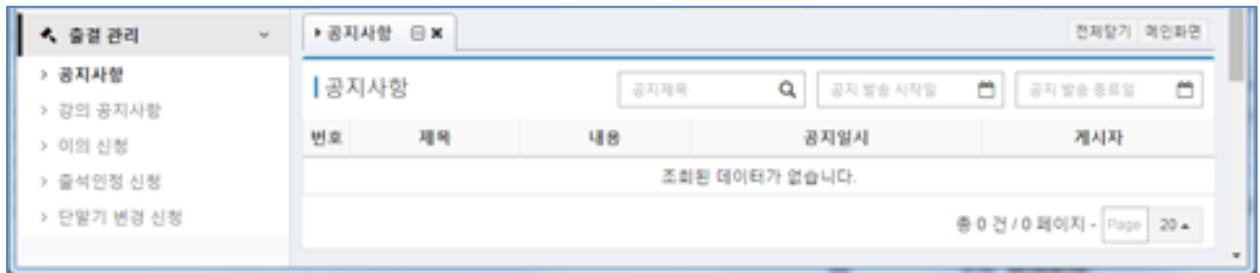 출결 관리
공지사항
강의 공지사항
이의 신청
출석인정 신청
단말기 변경 신청
공지사항
전체닫기 메인화면
공지사항 공지제목 공지 발송 시작일 공지 발송 종료일
번호 제목 내용 공지일시 게시자
조회된 데이터가 없습니다.
총 0 건 / 0 페이지 - Page 20